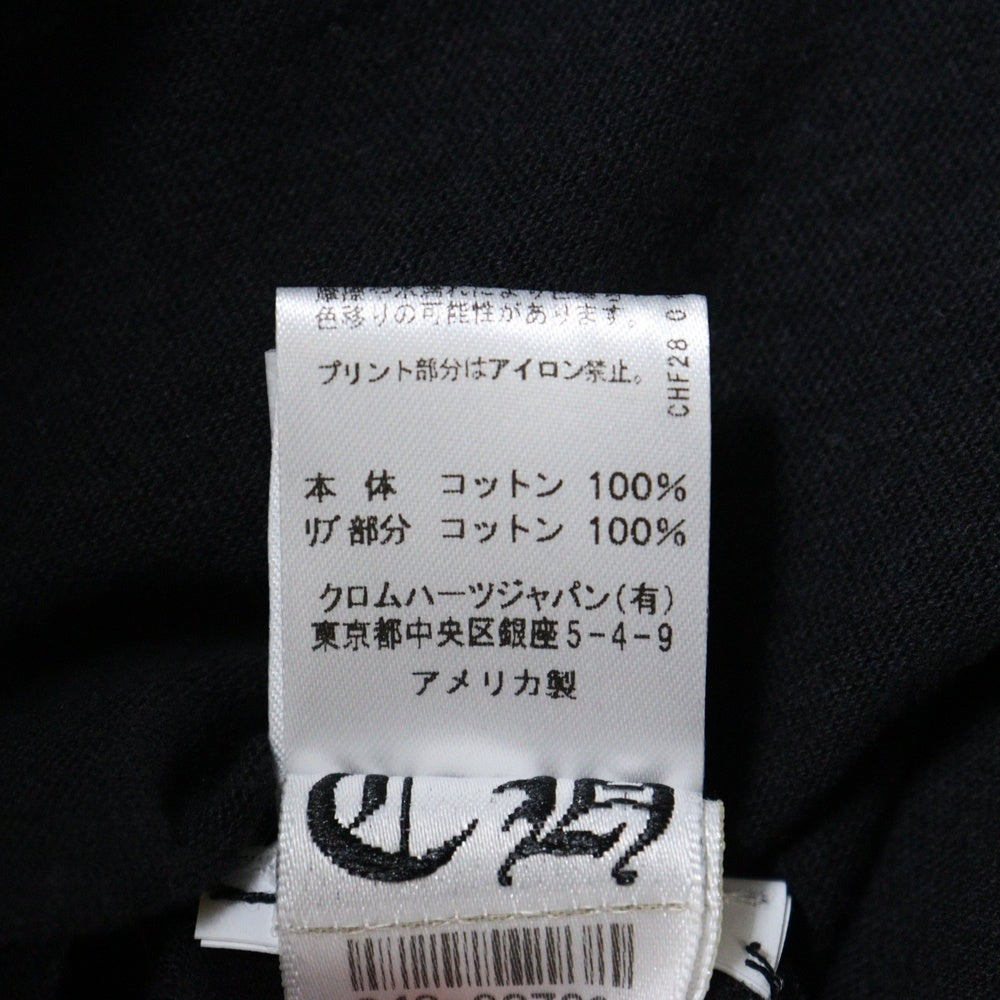 色移りの可能性があります。
プリント部分はアイロン禁止。
CHF28 0
本 体 コットン 100%
リブ部分 コットン 100%
クロムハーツジャパン(有)
東京都中央区銀座5-4-9
アメリカ製
CH